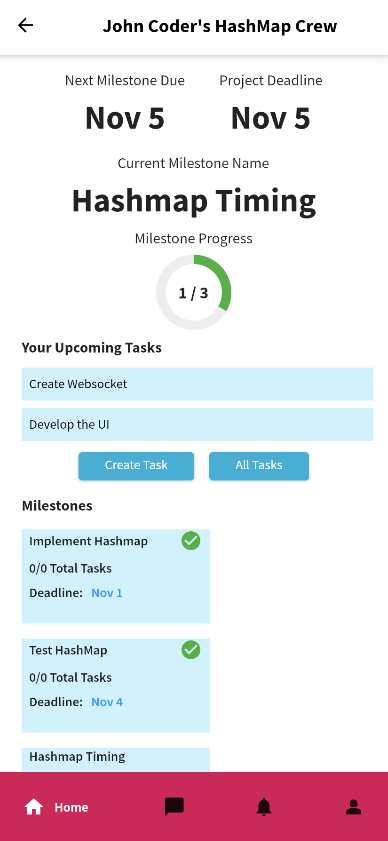 John Coder's HashMap Crew
Next Milestone Due
Project Deadline
Nov 5
Nov 5
Current Milestone Name
Hashmap Timing
Milestone Progress
1 / 3
Your Upcoming Tasks
Create Websocket
Develop the UI
Create Task
All Tasks
Milestones
Implement Hashmap
0/0 Total Tasks
Deadline: Nov 1
Test HashMap
0/0 Total Tasks
Deadline: Nov 4
Hashmap Timing
Home